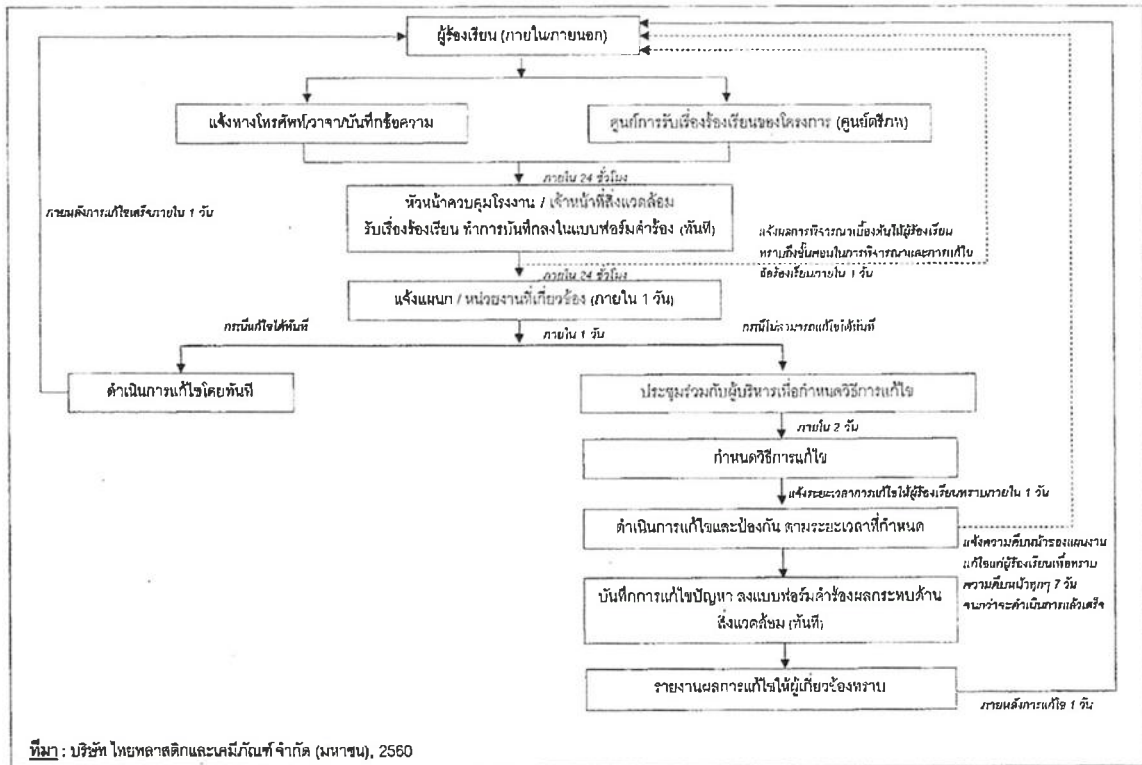 ผู้ร้องเรียน (ภายใน/ภายนอก)
แจ้งทางโทรศัพท์/วาจา/บันทึกข้อความ
ศูนย์การรับเรื่องร้องเรียนของโครงการ (ศูนย์ตรีภพ)
ภายใน 24 ชั่วโมง
หัวหน้าควบคุมโรงงาน / เจ้าหน้าที่สิ่งแวดล้อม
รับเรื่องร้องเรียน ทำการบันทึกลงในแบบฟอร์มคำร้อง (ทันที)
ภายหลังการแก้ไขเสร็จภายใน 1 วัน
แจ้งผลการพิจารณาเบื้องต้นให้ผู้ร้องเรียน
ทราบถึงขั้นตอนในการพิจารณาและการแก้ไข
ข้อร้องเรียนภายใน 1 วัน
ภายใน 24 ชั่วโมง
แจ้งแผนก / หน่วยงานที่เกี่ยวข้อง (ภายใน 1 วัน)
กรณีแก้ไขได้ทันที
ภายใน 1 วัน
กรณีไม่สามารถแก้ไขได้ทันที
ดำเนินการแก้ไขโดยทันที
ประชุมร่วมกับผู้บริหารเพื่อกำหนดวิธีการแก้ไข
ภายใน 2 วัน
กำหนดวิธีการแก้ไข
แจ้งระยะเวลาการแก้ไขให้ผู้ร้องเรียนทราบภายใน 1 วัน
ดำเนินการแก้ไขและป้องกัน ตามระยะเวลาที่กำหนด
แจ้งความคืบหน้าของแผนงาน
แก้ไขแก่ผู้ร้องเรียนเพื่อทราบ
ความคืบหน้าทุกๆ 7 วัน
จนกว่าจะดำเนินการแล้วเสร็จ
บันทึกการแก้ไขปัญหา ลงแบบฟอร์มคำร้องผลกระทบด้าน
สิ่งแวดล้อม (ทันที)
รายงานผลการแก้ไขให้ผู้เกี่ยวข้องทราบ
ภายหลังการแก้ไข 1 วัน
ที่มา : บริษัท ไทยพลาสติกและเคมีภัณฑ์ จำกัด (มหาชน), 2560